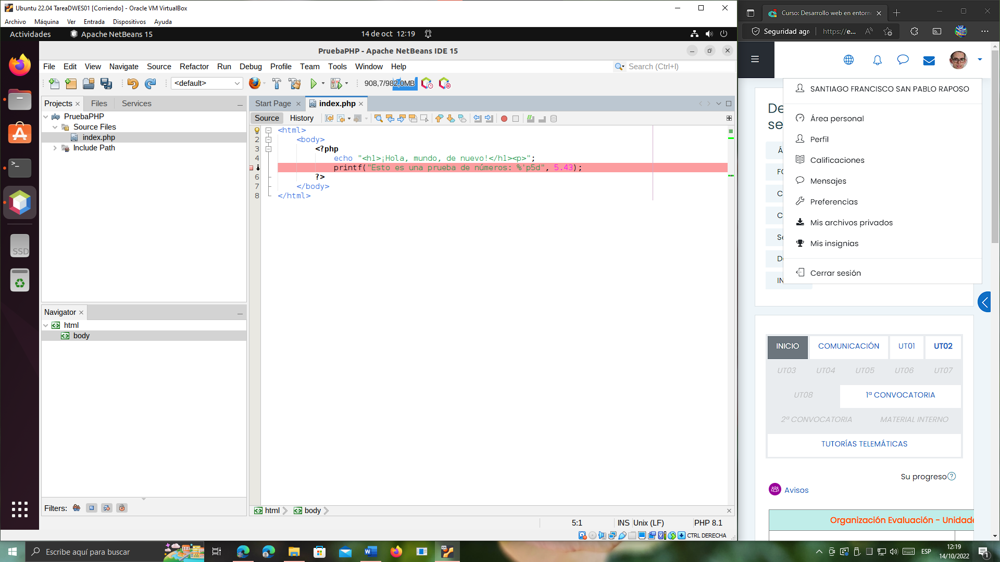 Ubuntu 22.04 TareaDWES01 [Corriendo] - Oracle VM VirtualBox
Archivo Máquina Ver Entrada Dispositivos Ayuda
Actividades Apache NetBeans 15 14 de oct 12:19
PruebaPHP - Apache NetBeans IDE 15
File Edit View Navigate Source Refactor Run Debug Profile Team Tools Window Help Search (Ctrl+I)
<default> 908,7/982,0MB
Projects Files Services
PruebaPHP
Source Files
index.php
Include Path
Start Page index.php
Source History
<html>
2 <body>
3 <?php
4 echo "<h1>¡Hola, mundo, de nuevo!</h1><p>";
printf("Esto es una prueba de números: %'p5d", 5.43);
6 ?>
7 </body>
8 </html>
SSD
Navigator
html
body
Filters:
html body
5:1 INS Unix (LF) PHP 8.1
CTRL DERECHA
Curso: Desarrollo web en entorn
Seguridad agr https://e...
SANTIAGO FRANCISCO SAN PABLO RAPOSO
Área personal
Perfil
Calificaciones
Mensajes
Preferencias
Mis archivos privados
Mis insignias
Cerrar sesión
De
se
Á
FO
C
C
Se
De
IN
INICIO COMUNICACIÓN UT01 UT02
UT03 UT04 UT05 UT06 UT07
UT08 1ª CONVOCATORIA
2ª CONVOCATORIA MATERIAL INTERNO
TUTORÍAS TELEMÁTICAS
Su progreso
Avisos
Organización Evaluación - Unidade
Escribe aquí para buscar
ESP
12:19
14/10/2022
1